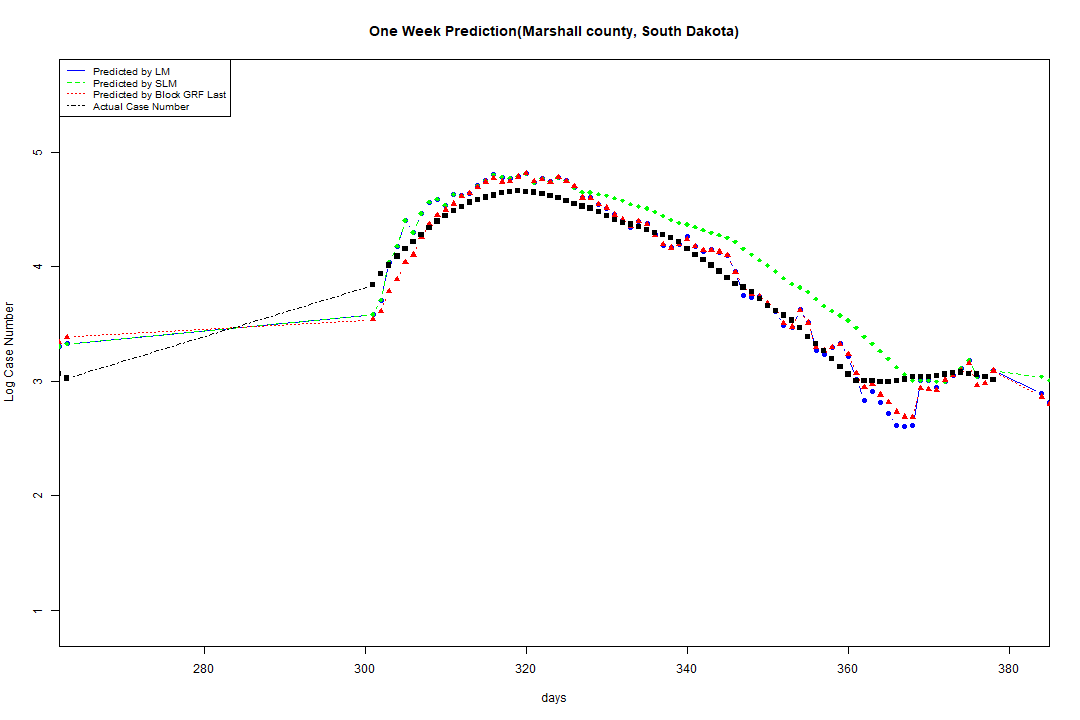 One Week Prediction(Marshall county, South Dakota)
Predicted by LM
Predicted by SLM
Predicted by Block GRF Last
Actual Case Number
5
4
3
2
1
Log Case Number
280
300
320
340
360
380
days